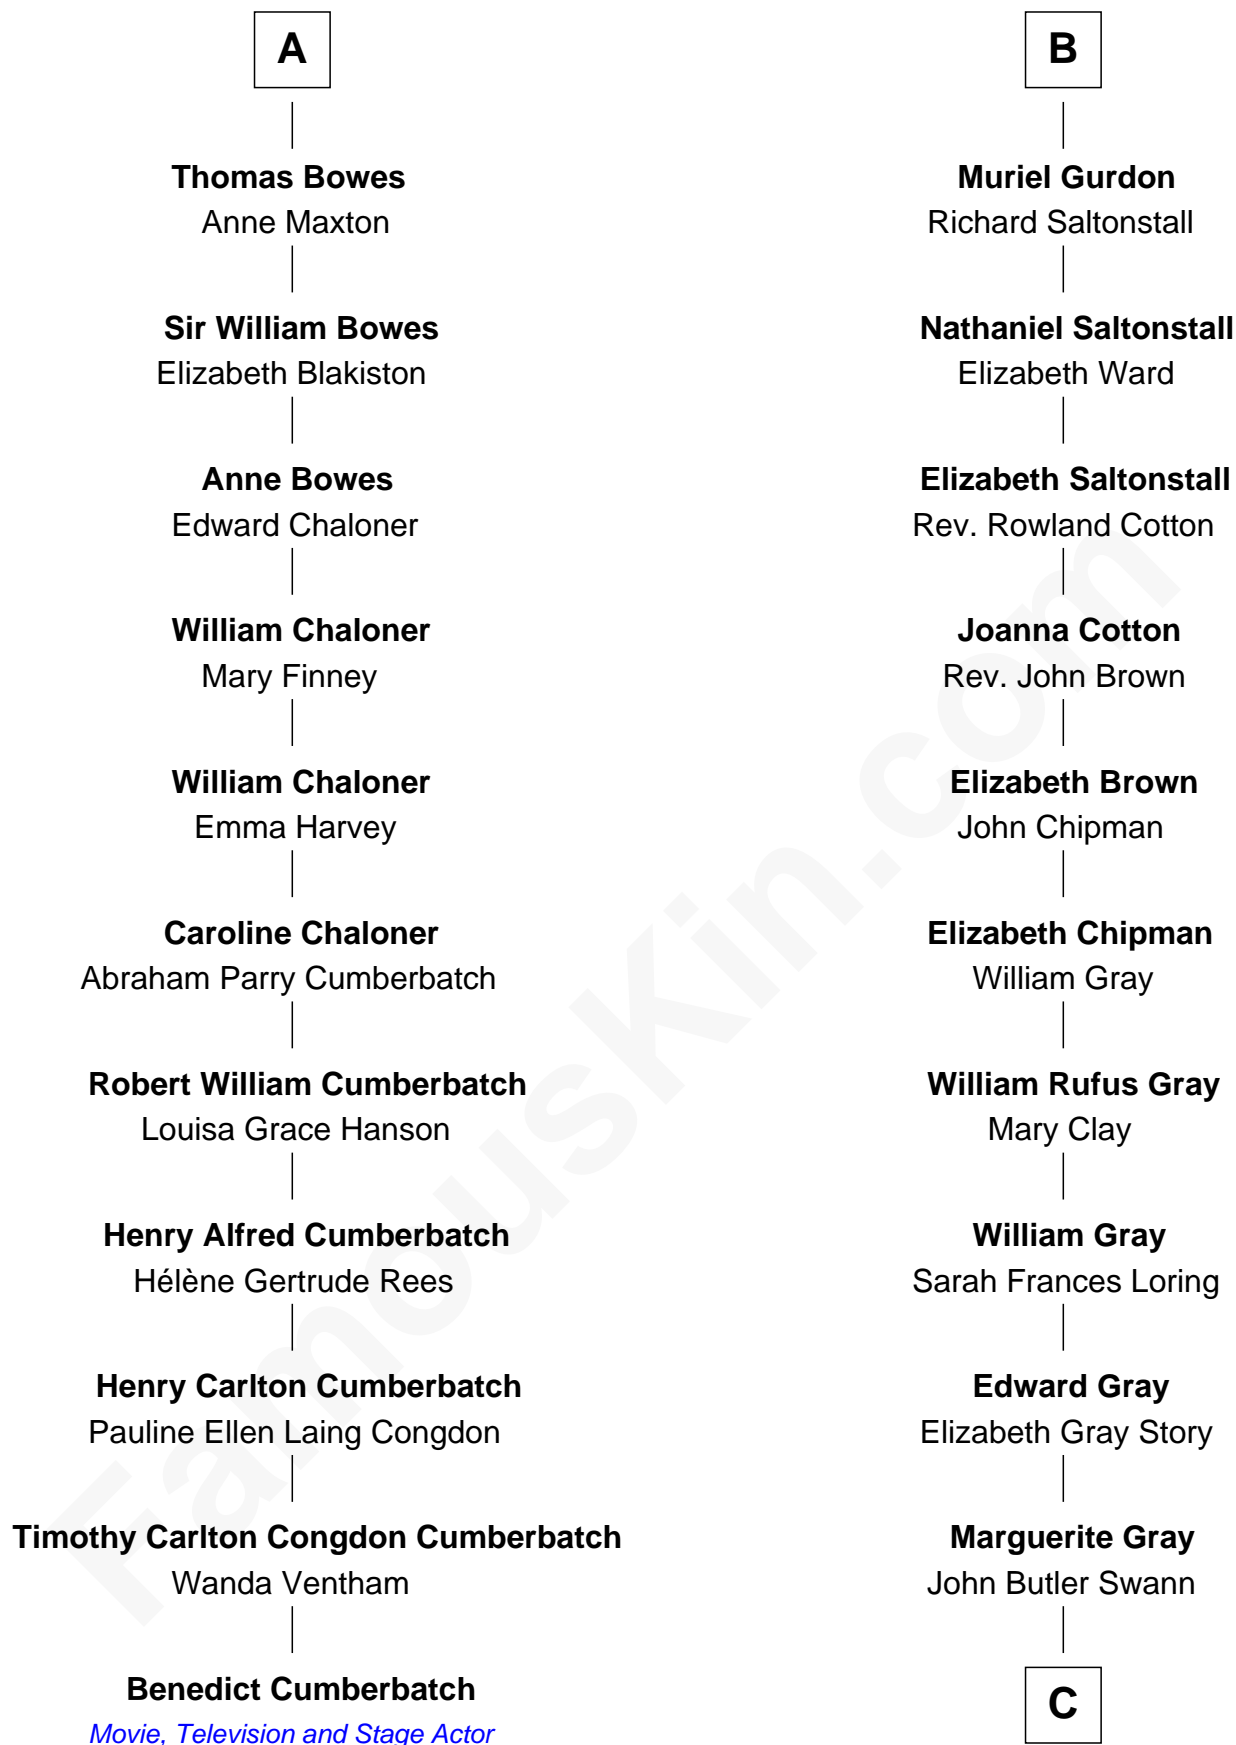 A
Thomas Bowes
Anne Maxton
Sir William Bowes
Elizabeth Blakiston
Anne Bowes
Edward Chaloner
William Chaloner
Mary Finney
William Chaloner
Emma Harvey
Caroline Chaloner
Abraham Parry Cumberbatch
Robert William Cumberbatch
Louisa Grace Hanson
Henry Alfred Cumberbatch
Hélène Gertrude Rees
Henry Carlton Cumberbatch
Pauline Ellen Laing Congdon
Timothy Carlton Congdon Cumberbatch
Wanda Ventham
Benedict Cumberbatch
Movie, Television and Stage Actor
B
Muriel Gurdon
Richard Saltonstall
Nathaniel Saltonstall
Elizabeth Ward
Elizabeth Saltonstall
Rev. Rowland Cotton
Joanna Cotton
Rev. John Brown
Elizabeth Brown
John Chipman
Elizabeth Chipman
William Gray
William Rufus Gray
Mary Clay
William Gray
Sarah Frances Loring
Edward Gray
Elizabeth Gray Story
Marguerite Gray
John Butler Swann
C
FamousKin.com